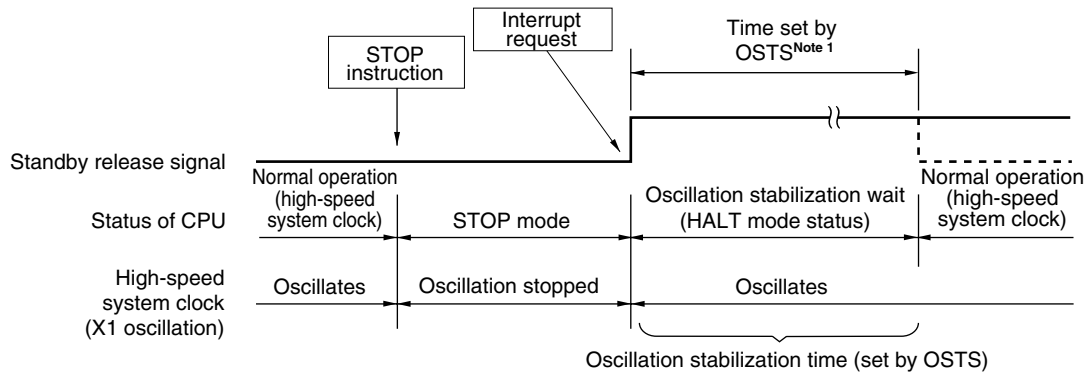 Interrupt
request
STOP
instruction
Time set by
OSTSNote 1
Standby release signal
Normal operation
(high-speed
system clock)
Status of CPU
STOP mode
Oscillation stabilization wait
(HALT mode status)
Normal operation
(high-speed
system clock)
High-speed
system clock
(X1 oscillation)
Oscillates
Oscillation stopped
Oscillates
Oscillation stabilization time (set by OSTS)